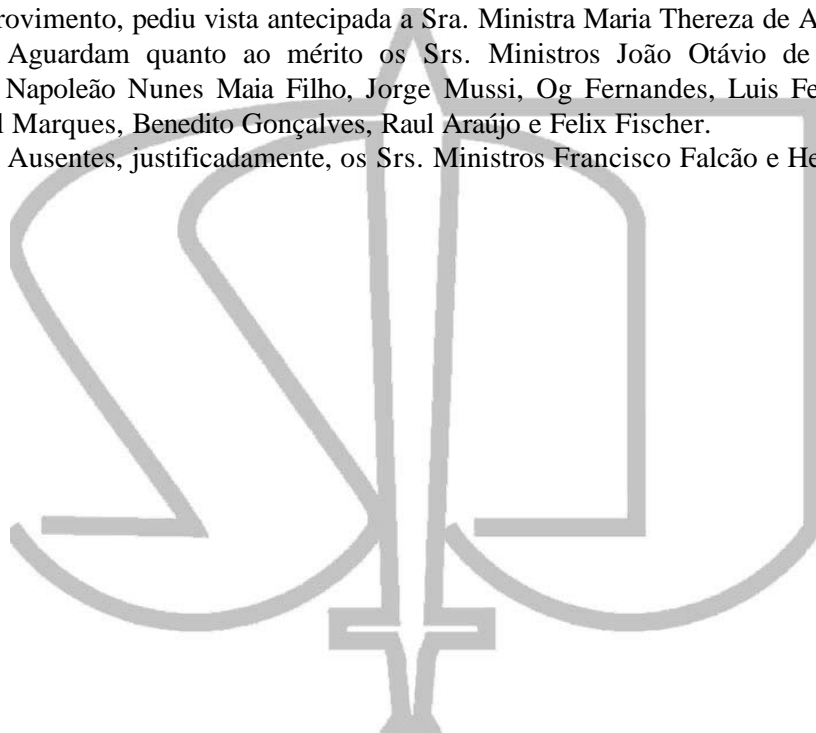 rovimento, pediu vista antecipada a Sra. Ministra Maria Thereza de A
Aguardam quanto ao mérito os Srs. Ministros João Otávio de
Napoleão Nunes Maia Filho, Jorge Mussi, Og Fernandes, Luis Fe
l Marques, Benedito Gonçalves, Raul Araújo e Felix Fischer.
Ausentes, justificadamente, os Srs. Ministros Francisco Falcão e He